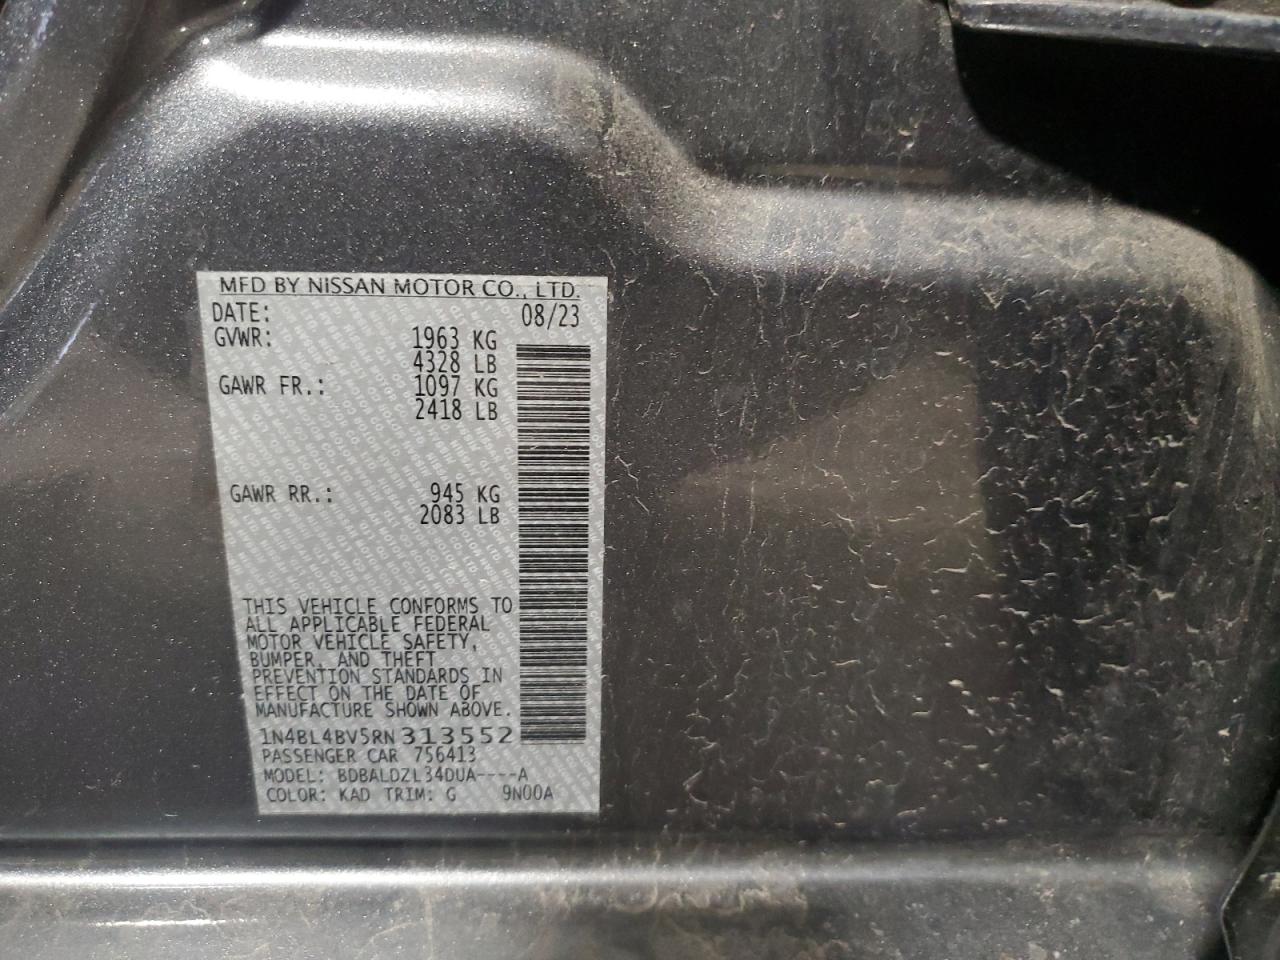 MFD BY NISSAN MOTOR CO., LTD.
DATE: 08/23
GVWR: 1963 KG
4328 LB
GAWR FR.: 1097 KG
2418 LB
GAWR RR.: 945 KG
2083 LB
THIS VEHICLE CONFORMS TO
ALL APPLICABLE FEDERAL
MOTOR VEHICLE SAFETY,
BUMPER, AND THEFT
PREVENTION STANDARDS IN
EFFECT ON THE DATE OF
MANUFACTURE SHOWN ABOVE.
1N4BL4BV5RN313552
PASSENGER CAR 756413
MODEL: BDBALDZL34DUA----A
COLOR: KAD TRIM: G 9N00A